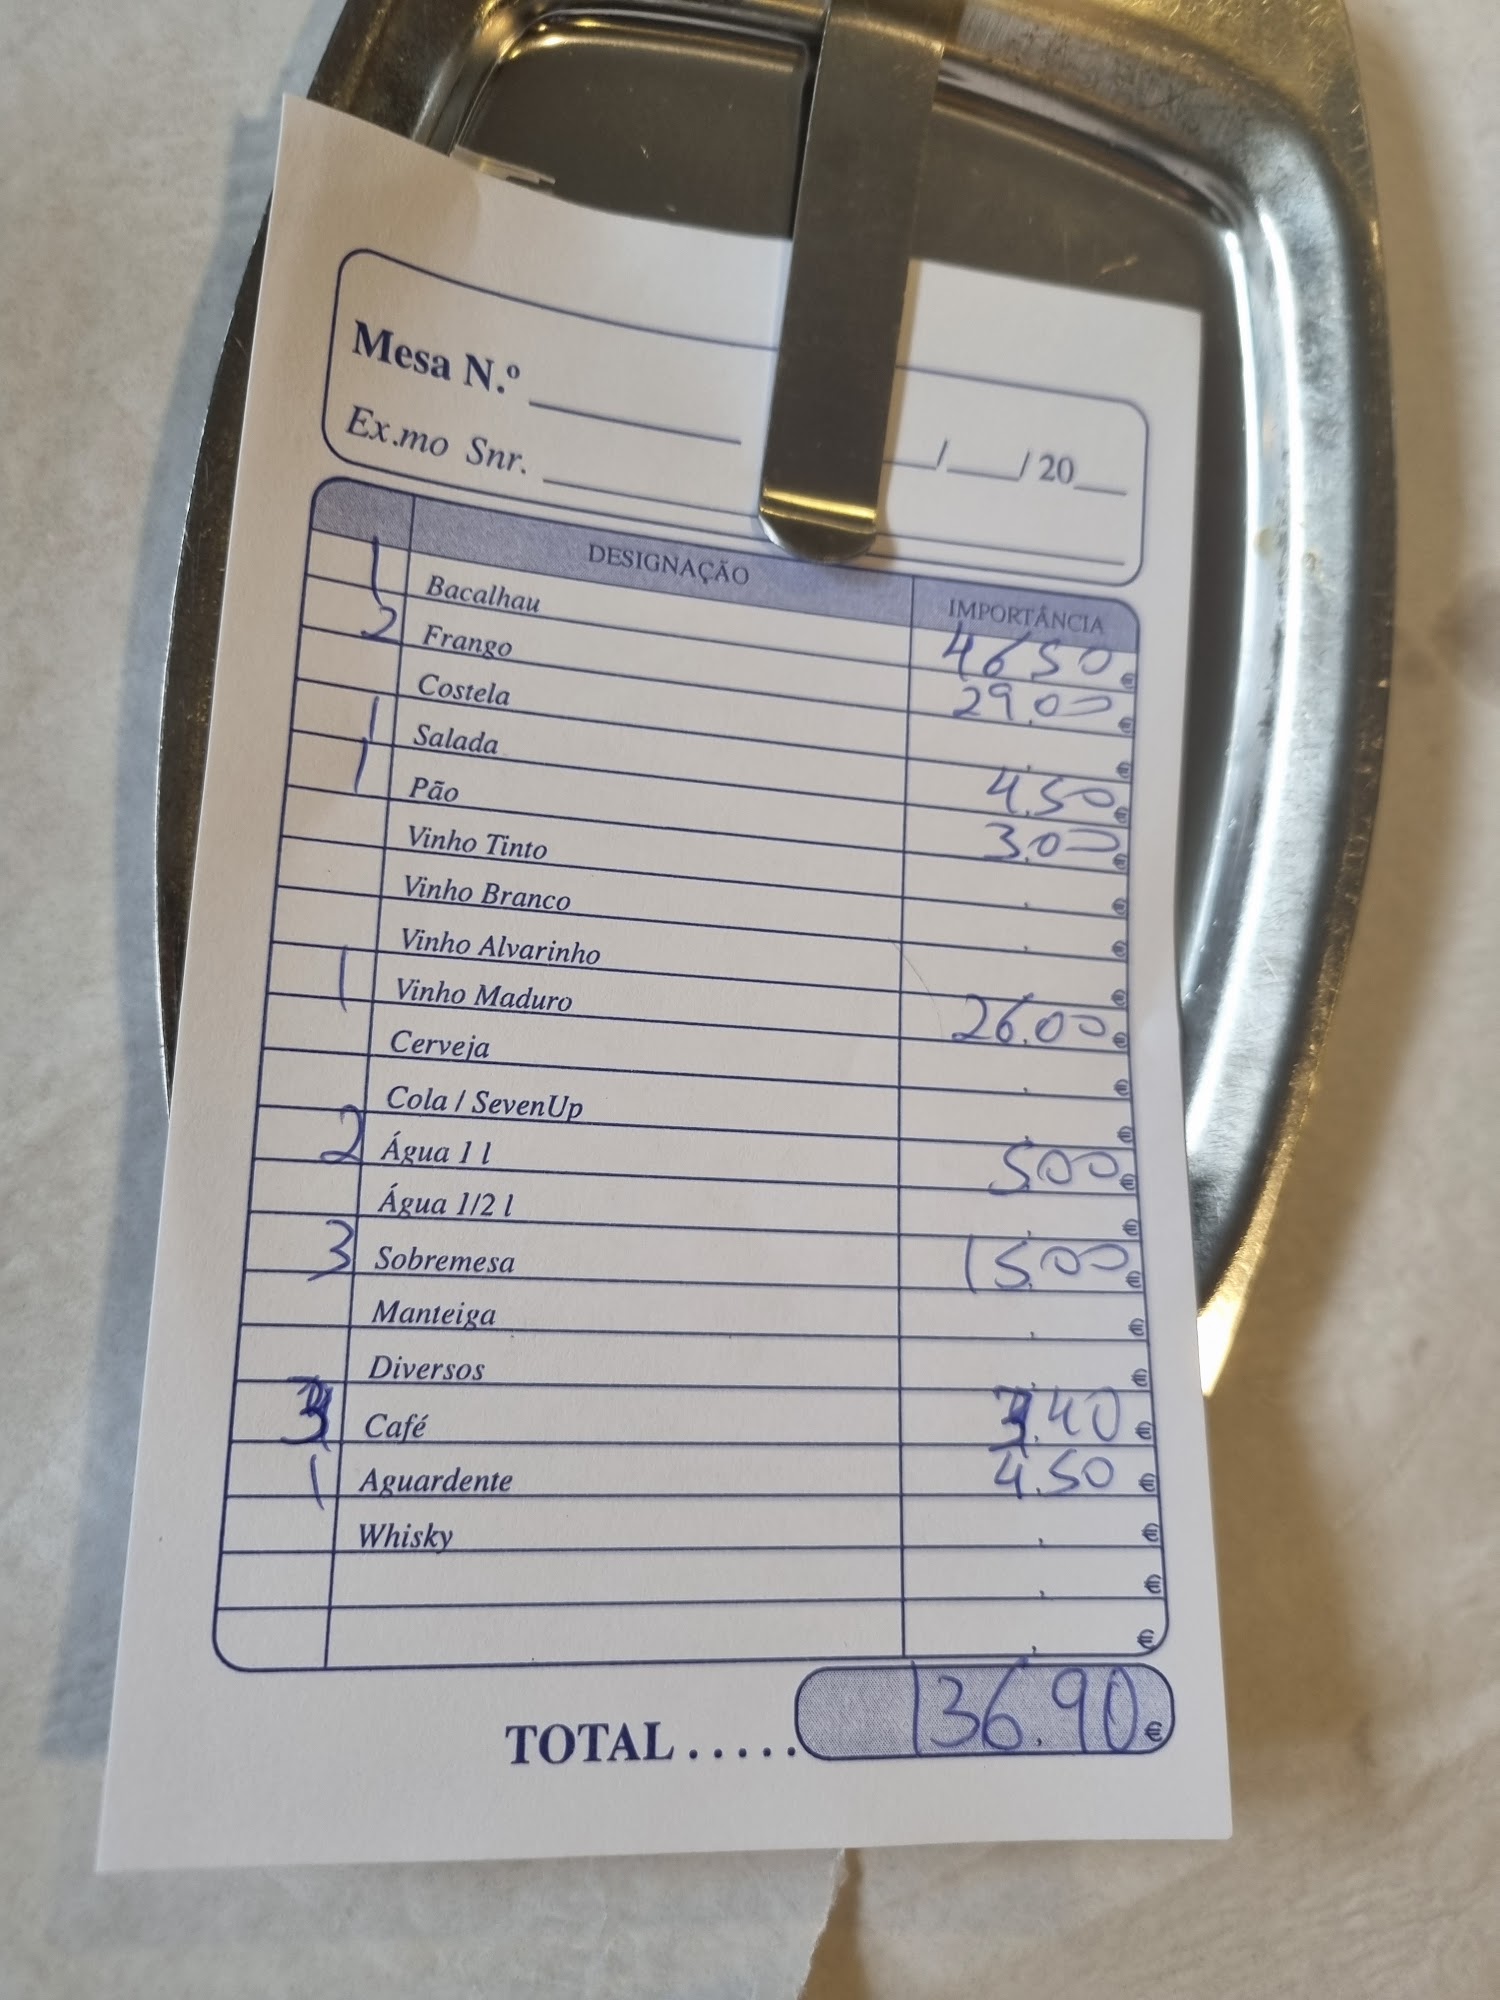 Mesa N.º
Ex.mo Snr. / / 20
DESIGNAÇÃO IMPORTÂNCIA
1 Bacalhau 46,50 €
2 Frango 29,00 €
Costela , €
1 Salada 4,50 €
1 Pão 3,00 €
Vinho Tinto , €
Vinho Branco , €
Vinho Alvarinho , €
1 Vinho Maduro 26,00 €
Cerveja , €
Cola / SevenUp , €
2 Água 1 l 5,00 €
Água 1/2 l , €
3 Sobremesa 15,00 €
Manteiga , €
Diversos , €
3 Café 3,40 €
1 Aguardente 4,50 €
Whisky , €
, €
, €
TOTAL ..... 136,90 €